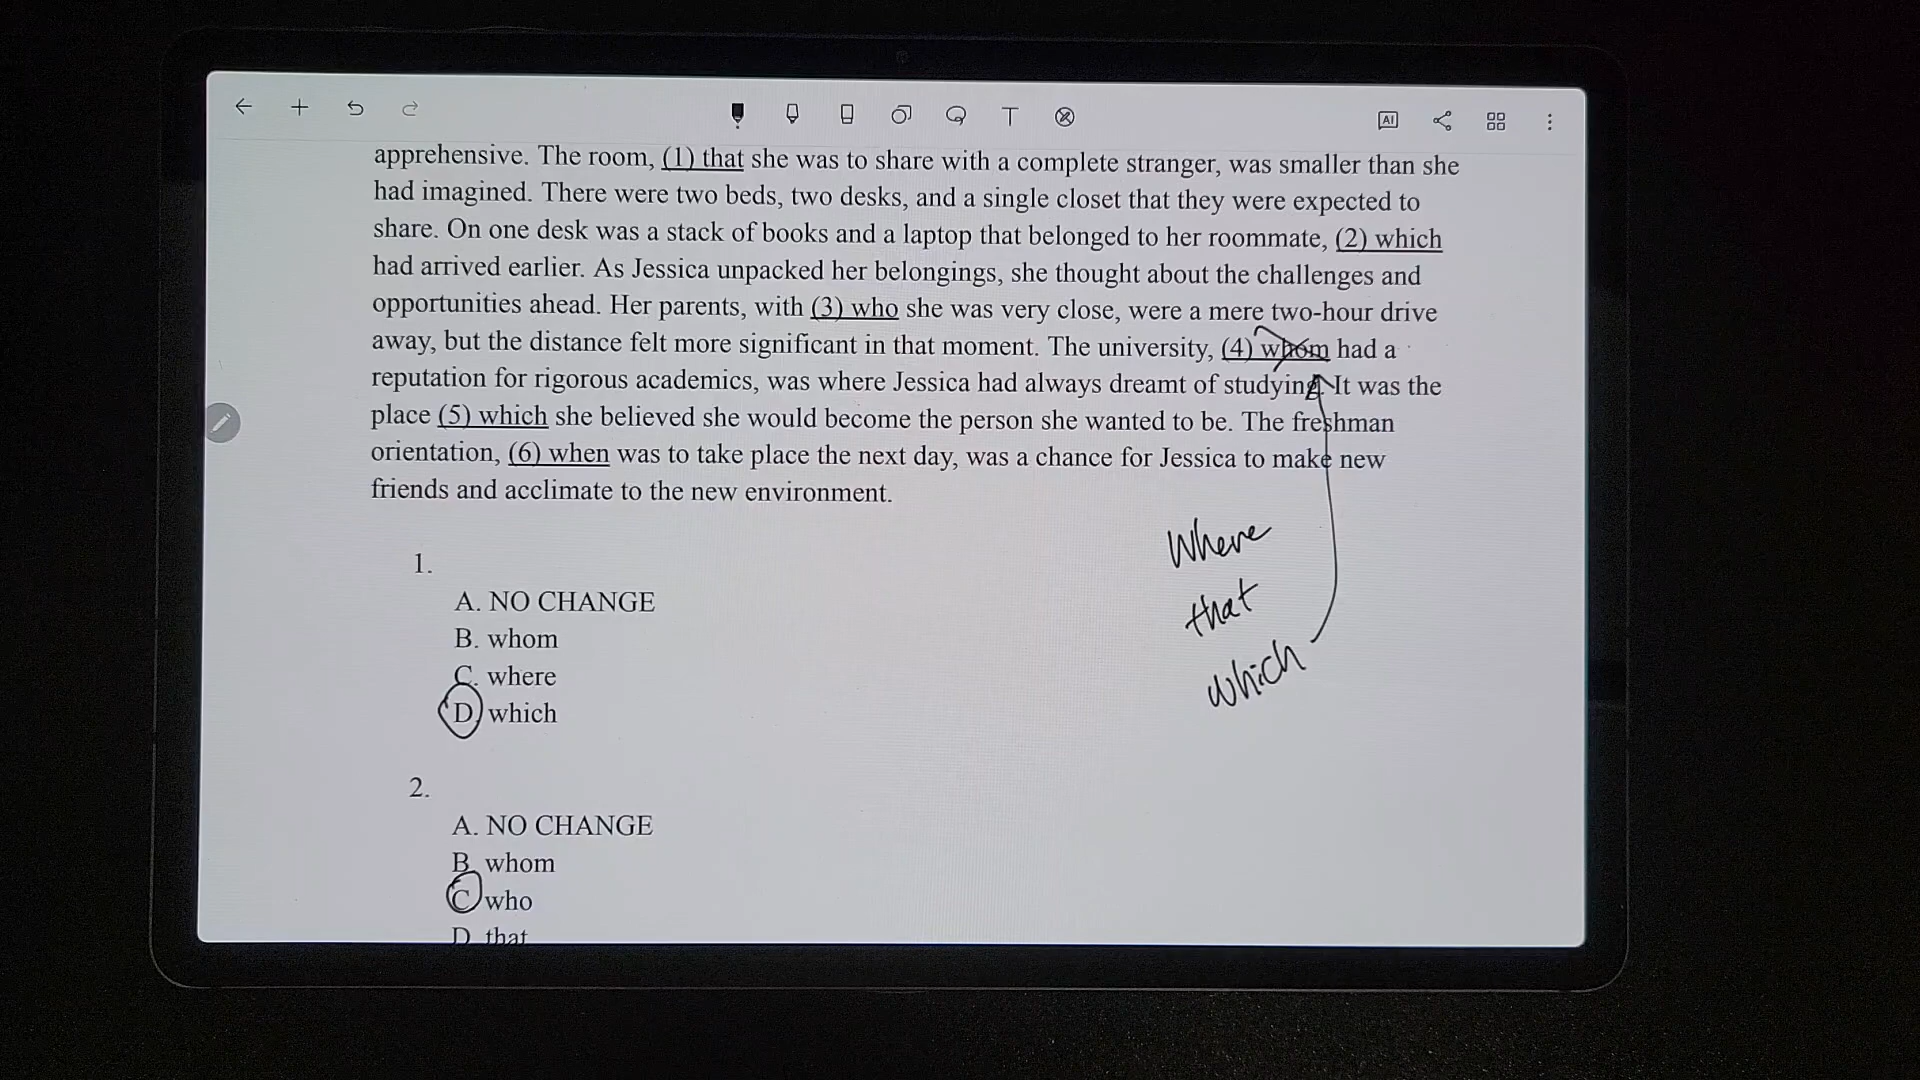 AI
apprehensive. The room, (1) that she was to share with a complete stranger, was smaller than she
had imagined. There were two beds, two desks, and a single closet that they were expected to
share. On one desk was a stack of books and a laptop that belonged to her roommate, (2) which
had arrived earlier. As Jessica unpacked her belongings, she thought about the challenges and
opportunities ahead. Her parents, with (3) who she was very close, were a mere two-hour drive
away, but the distance felt more significant in that moment. The university, (4) whom had a
reputation for rigorous academics, was where Jessica had always dreamt of studying. It was the
place (5) which she believed she would become the person she wanted to be. The freshman
orientation, (6) when was to take place the next day, was a chance for Jessica to make new
friends and acclimate to the new environment.
Where
that
which
1.
A. NO CHANGE
B. whom
C. where
D. which
2.
A. NO CHANGE
B. whom
C. who
D. that